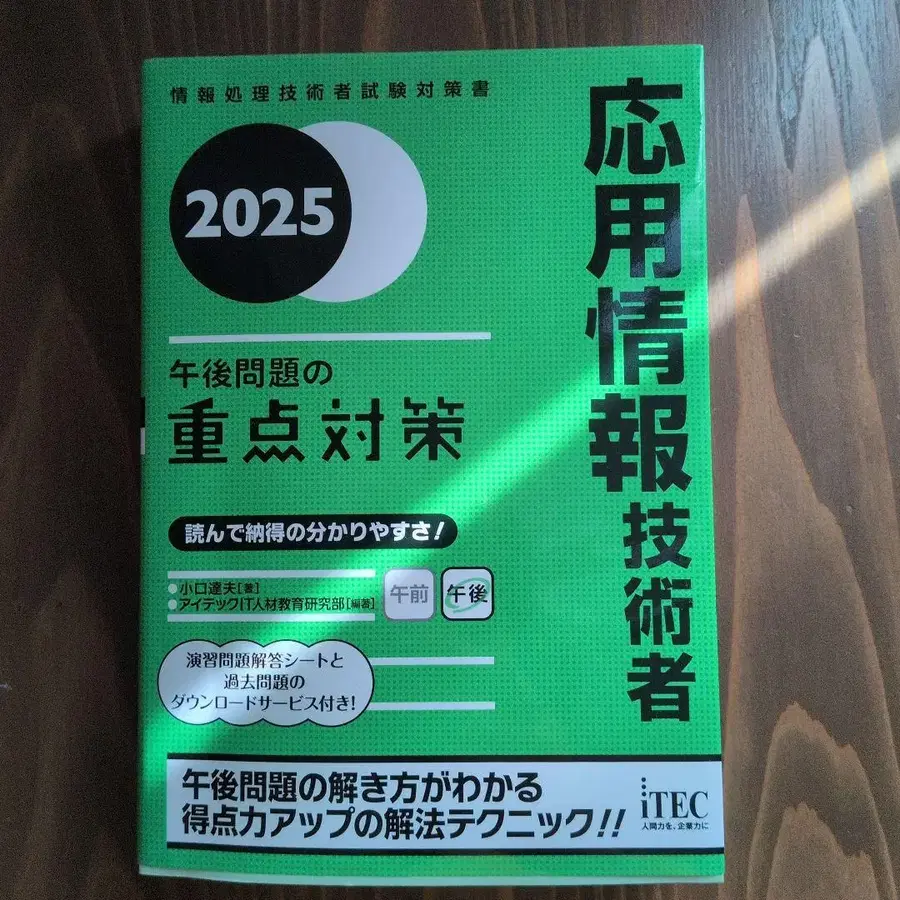 情報処理技術者試験対策書
2025
応用情報技術者
午後問題の
重点対策
読んで納得の分かりやすさ!
小口達夫[著]
アイテックIT人材教育研究部[編著]
午前
午後
演習問題解答シートと
過去問題の
ダウンロードサービス付き!
午後問題の解き方がわかる
得点力アップの解法テクニック!!
iTEC
人間力を、企業力に